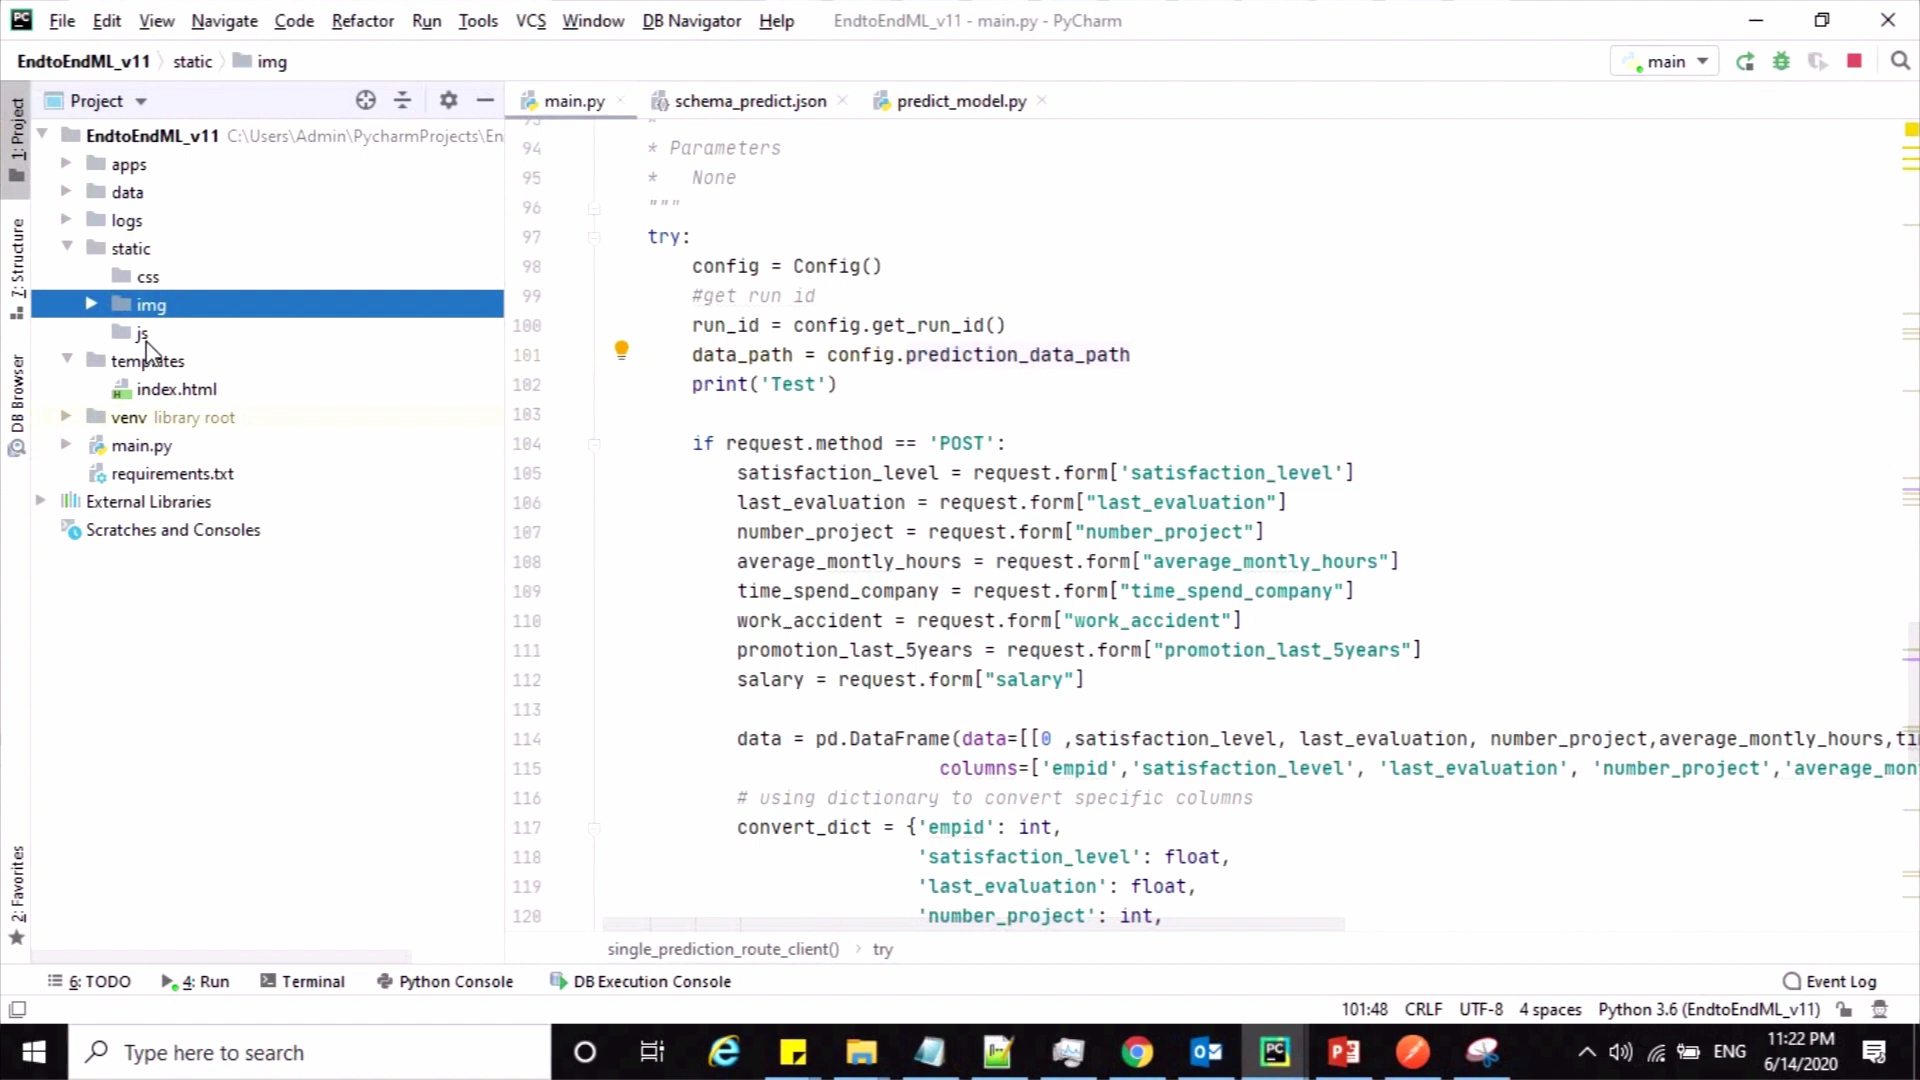 File Edit View Navigate Code Refactor Run Tools VCS Window DB Navigator Help EndtoEndML_v11 - main.py - PyCharm
EndtoEndML_v11 static img main
1: Project
7: Structure
DB Browser
2: Favorites
Project
EndtoEndML_v11 C:\Users\Admin\PycharmProjects\En
apps
data
logs
static
css
img
js
templates
index.html
venv library root
main.py
requirements.txt
External Libraries
Scratches and Consoles
main.py schema_predict.json predict_model.py
93 *
94 * Parameters
95 * None
96 """
97 try:
98 config = Config()
99 #get run id
100 run_id = config.get_run_id()
101 data_path = config.prediction_data_path
102 print('Test')
103
104 if request.method == 'POST':
105 satisfaction_level = request.form['satisfaction_level']
106 last_evaluation = request.form["last_evaluation"]
107 number_project = request.form["number_project"]
108 average_montly_hours = request.form["average_montly_hours"]
109 time_spend_company = request.form["time_spend_company"]
110 work_accident = request.form["work_accident"]
111 promotion_last_5years = request.form["promotion_last_5years"]
112 salary = request.form["salary"]
113
114 data = pd.DataFrame(data=[[0 ,satisfaction_level, last_evaluation, number_project,average_montly_hours,ti
115 columns=['empid','satisfaction_level', 'last_evaluation', 'number_project','average_mon
116 # using dictionary to convert specific columns
117 convert_dict = {'empid': int,
118 'satisfaction_level': float,
119 'last_evaluation': float,
120 'number_project': int,
single_prediction_route_client() try
6: TODO 4: Run Terminal Python Console DB Execution Console Event Log
101:48 CRLF UTF-8 4 spaces Python 3.6 (EndtoEndML_v11)
Type here to search
ENG
11:22 PM
6/14/2020